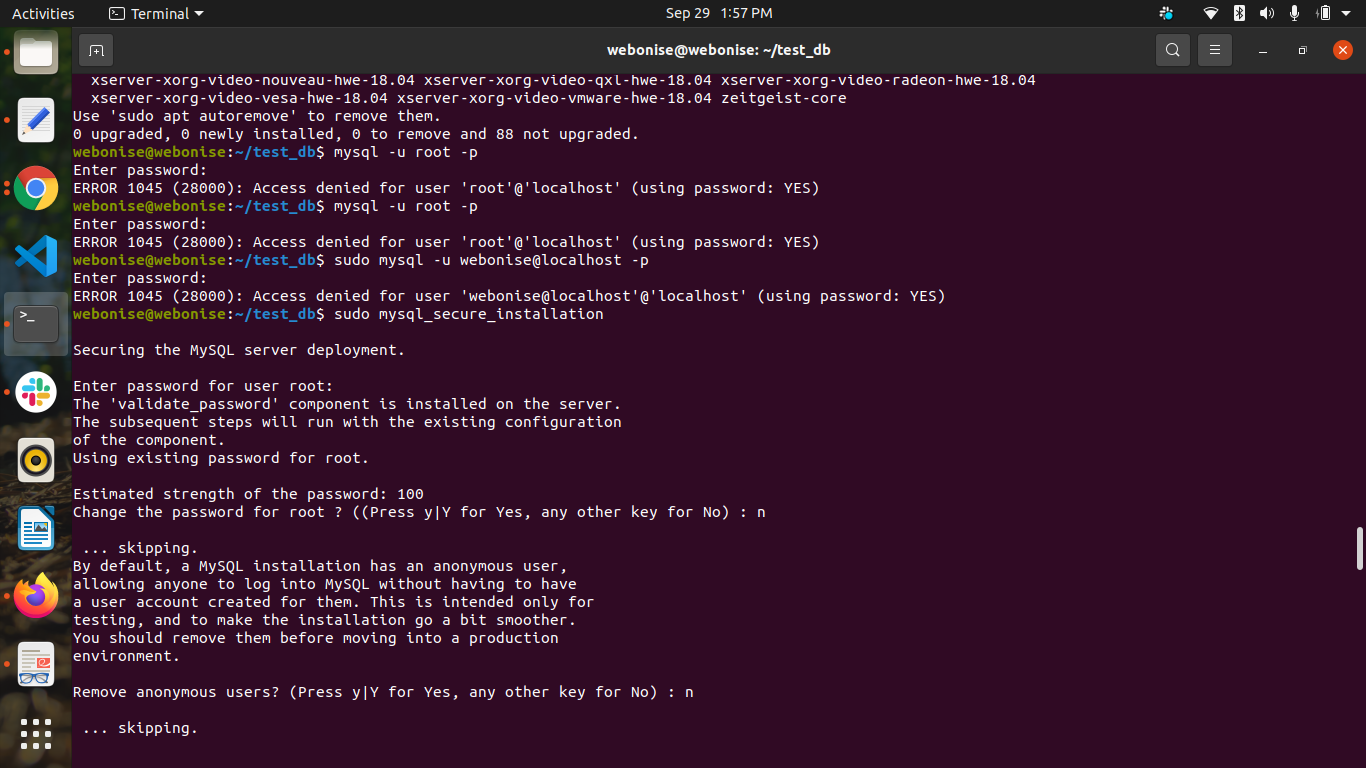 Activities
Terminal
Sep 29 1:57 PM
webonise@webonise: ~/test_db
xserver-xorg-video-nouveau-hwe-18.04 xserver-xorg-video-qxl-hwe-18.04 xserver-xorg-video-radeon-hwe-18.04
xserver-xorg-video-vesa-hwe-18.04 xserver-xorg-video-vmware-hwe-18.04 zeitgeist-core
Use 'sudo apt autoremove' to remove them.
0 upgraded, 0 newly installed, 0 to remove and 88 not upgraded.
webonise@webonise:~/test_db$ mysql -u root -p
Enter password:
ERROR 1045 (28000): Access denied for user 'root'@'localhost' (using password: YES)
webonise@webonise:~/test_db$ mysql -u root -p
Enter password:
ERROR 1045 (28000): Access denied for user 'root'@'localhost' (using password: YES)
webonise@webonise:~/test_db$ sudo mysql -u webonise@localhost -p
Enter password:
ERROR 1045 (28000): Access denied for user 'webonise@localhost'@'localhost' (using password: YES)
webonise@webonise:~/test_db$ sudo mysql_secure_installation
Securing the MySQL server deployment.
Enter password for user root:
The 'validate_password' component is installed on the server.
The subsequent steps will run with the existing configuration
of the component.
Using existing password for root.
Estimated strength of the password: 100
Change the password for root ? ((Press y|Y for Yes, any other key for No) : n
... skipping.
By default, a MySQL installation has an anonymous user,
allowing anyone to log into MySQL without having to have
a user account created for them. This is intended only for
testing, and to make the installation go a bit smoother.
You should remove them before moving into a production
environment.
Remove anonymous users? (Press y|Y for Yes, any other key for No) : n
... skipping.